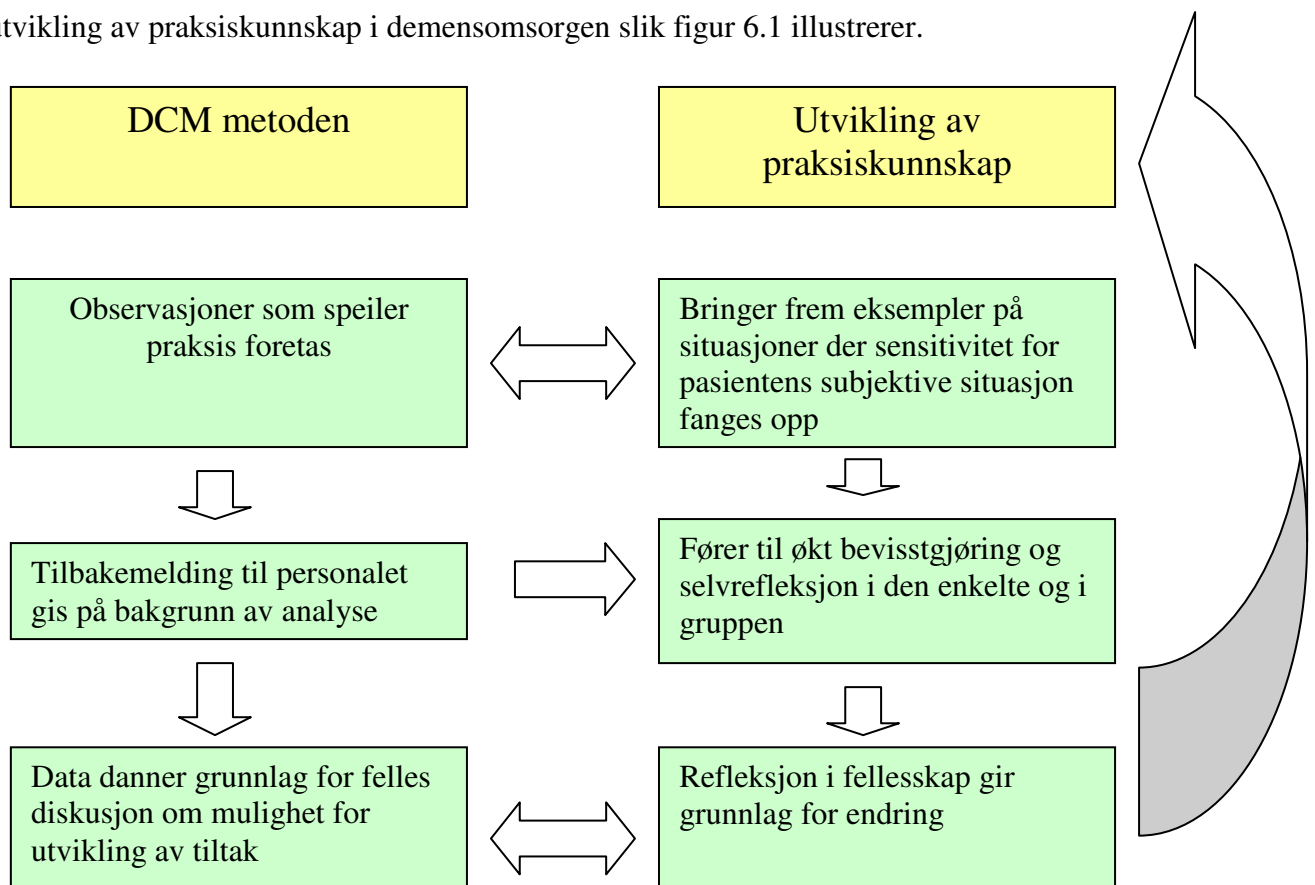 utvikling av praksiskunnskap i demensomsorgen slik figur 6.1 illustrerer.
DCM metoden
Utvikling av
praksiskunnskap
Observasjoner som speiler
praksis foretas
Bringer frem eksempler på
situasjoner der sensitivitet for
pasientens subjektive situasjon
fanges opp
Tilbakemelding til personalet
gis på bakgrunn av analyse
Fører til økt bevisstgjøring og
selvrefleksjon i den enkelte og i
gruppen
Data danner grunnlag for felles
diskusjon om mulighet for
utvikling av tiltak
Refleksjon i fellesskap gir
grunnlag for endring